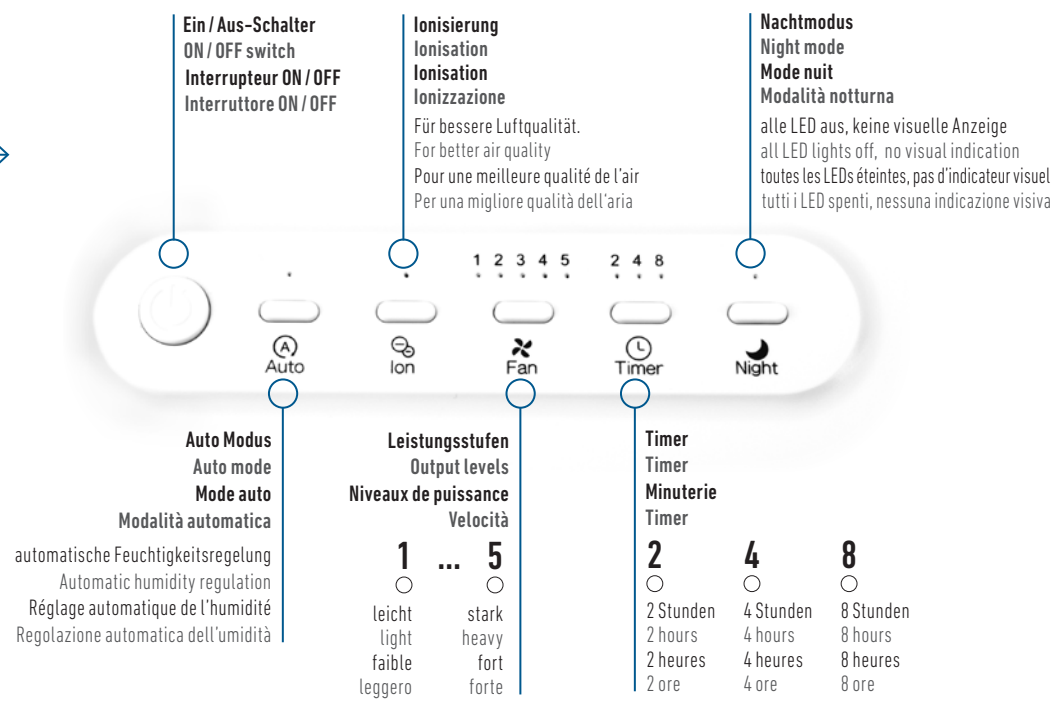 Ein / Aus-Schalter
ON / OFF switch
Interrupteur ON / OFF
Interruttore ON / OFF
Ionisierung
Ionisation
Ionisation
Ionizzazione
Für bessere Luftqualität.
For better air quality
Pour une meilleure qualité de l'air
Per una migliore qualità dell'aria
Nachtmodus
Night mode
Mode nuit
Modalità notturna
alle LED aus, keine visuelle Anzeige
all LED lights off, no visual indication
toutes les LEDs éteintes, pas d'indicateur visuel
tutti i LED spenti, nessuna indicazione visiva
1 2 3 4 5
2 4 8
A
Auto
Ion
Fan
Timer
Night
Auto Modus
Auto mode
Mode auto
Modalità automatica
automatische Feuchtigkeitsregelung
Automatic humidity regulation
Réglage automatique de l'humidité
Regolazione automatica dell'umidità
Leistungsstufen
Output levels
Niveaux de puissance
Velocità
1 ... 5
leicht stark
light heavy
faible fort
leggero forte
Timer
Timer
Minuterie
Timer
2 4 8
2 Stunden 4 Stunden 8 Stunden
2 hours 4 hours 8 hours
2 heures 4 heures 8 heures
2 ore 4 ore 8 ore